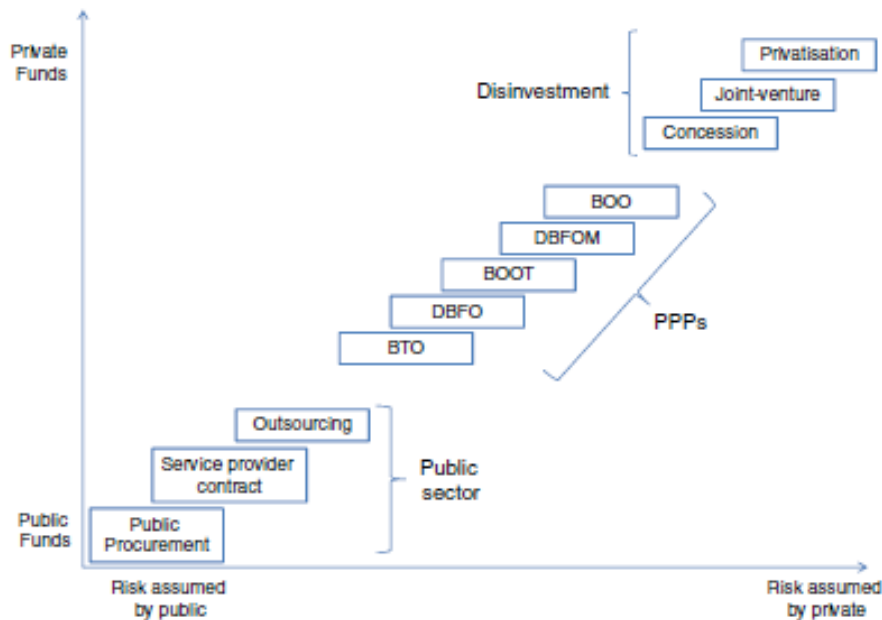 Private
Funds
Privatisation
Disinvestment
Joint-venture
Concession
BOO
DBFOM
BOOT
DBFO
PPPs
BTO
Outsourcing
Service provider
contract
Public
sector
Public
Funds
Public
Procurement
Risk assumed
by public
Risk assumed
by private